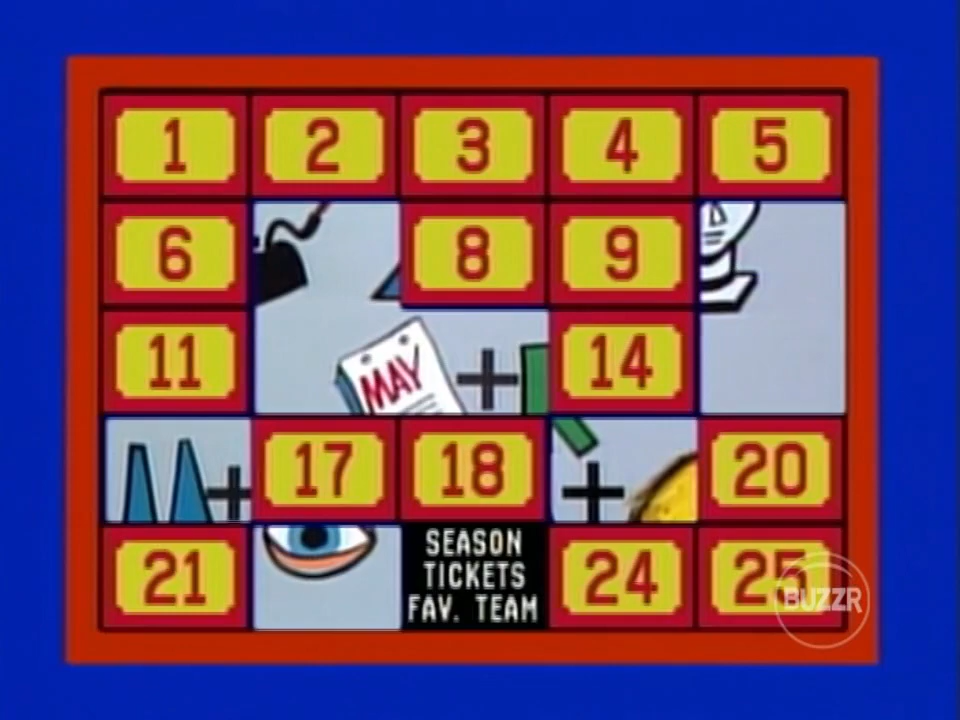 1 2 3 4 5
6 8 9
11 MAY + 14
+ 17 18 + 20
21 SEASON
TICKETS
FAV. TEAM 24 25
BUZZR